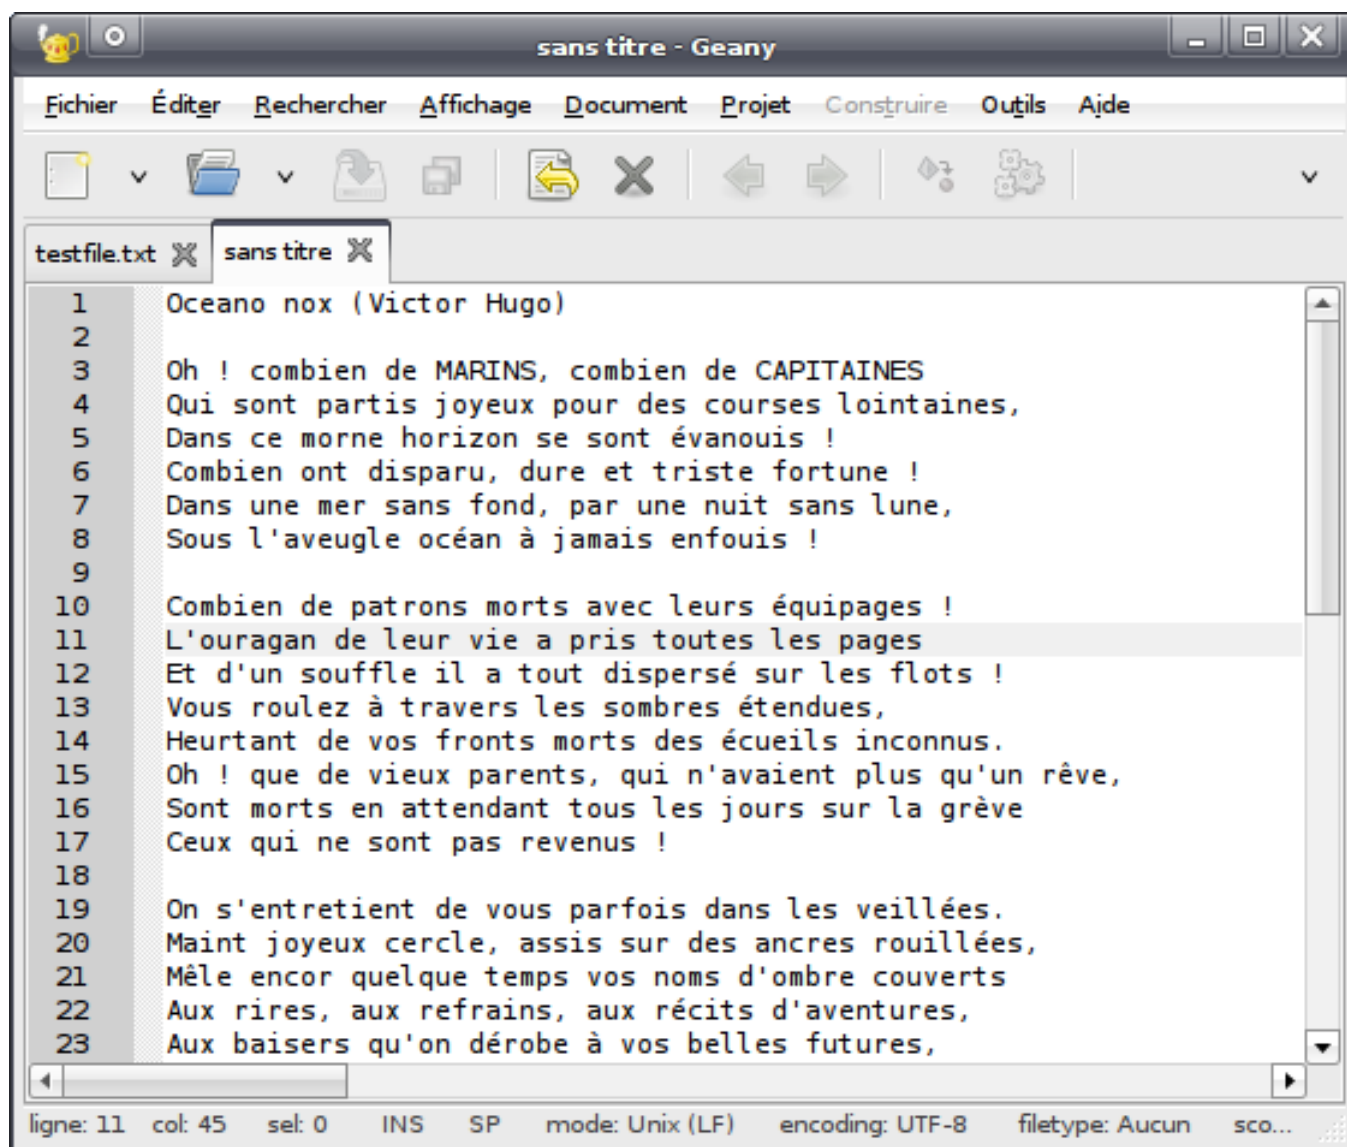 sans titre - Geany
Fichier Éditer Rechercher Affichage Document Projet Construire Outils Aide
testfile.txt sans titre
1 Oceano nox (Victor Hugo)
2
3 Oh ! combien de MARINS, combien de CAPITAINES
4 Qui sont partis joyeux pour des courses lointaines,
5 Dans ce morne horizon se sont évanouis !
6 Combien ont disparu, dure et triste fortune !
7 Dans une mer sans fond, par une nuit sans lune,
8 Sous l'aveugle océan à jamais enfouis !
9
10 Combien de patrons morts avec leurs équipages !
11 L'ouragan de leur vie a pris toutes les pages
12 Et d'un souffle il a tout dispersé sur les flots !
13 Vous roulez à travers les sombres étendues,
14 Heurtant de vos fronts morts des écueils inconnus.
15 Oh ! que de vieux parents, qui n'avaient plus qu'un rêve,
16 Sont morts en attendant tous les jours sur la grève
17 Ceux qui ne sont pas revenus !
18
19 On s'entretient de vous parfois dans les veillées.
20 Maint joyeux cercle, assis sur des ancres rouillées,
21 Mêle encor quelque temps vos noms d'ombre couverts
22 Aux rires, aux refrains, aux récits d'aventures,
23 Aux baisers qu'on dérobe à vos belles futures,
ligne: 11 col: 45 sel: 0 INS SP mode: Unix (LF) encoding: UTF-8 filetype: Aucun sco...